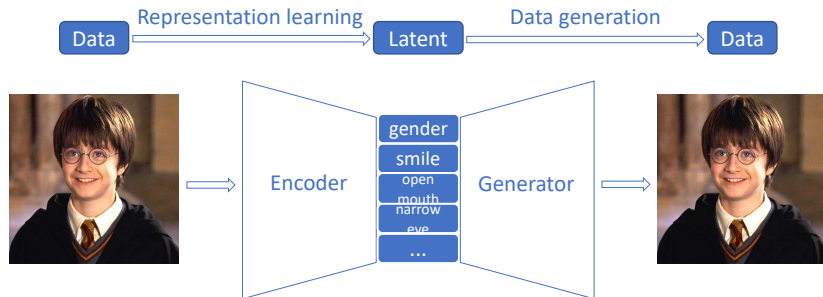 Representation learning
Data generation
Data
Latent
Data
gender
smile
Encoder
open
mouth
Generator
narrow
eye
...